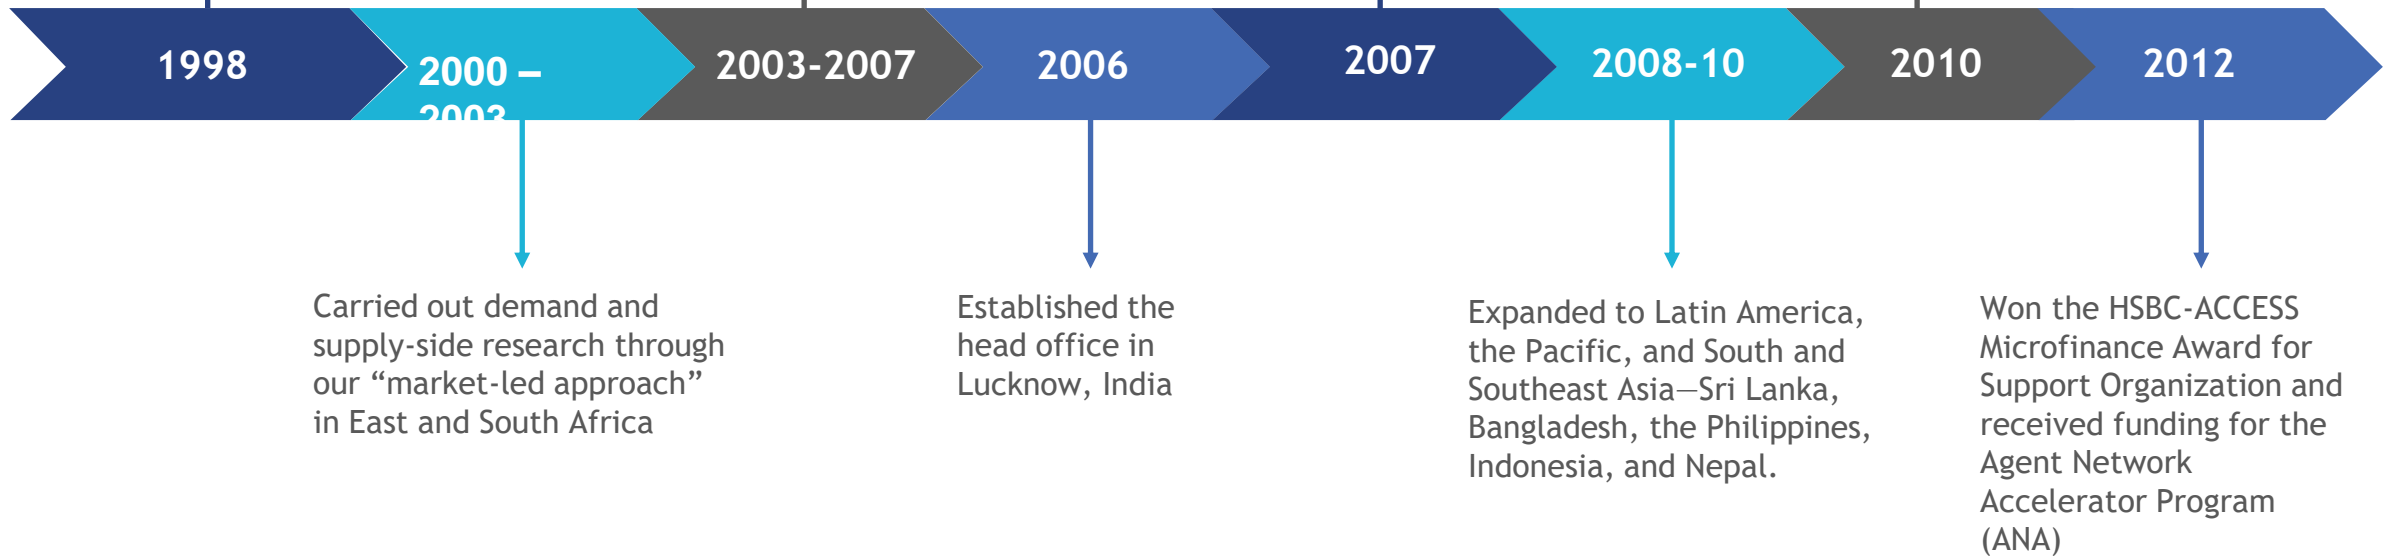 1998
2000 –
2003
2003-2007
2006
2007
2008-10
2010
2012
Carried out demand and
supply-side research through
our “market-led approach”
in East and South Africa
Established the
head office in
Lucknow, India
Expanded to Latin America,
the Pacific, and South and
Southeast Asia—Sri Lanka,
Bangladesh, the Philippines,
Indonesia, and Nepal.
Won the HSBC-ACCESS
Microfinance Award for
Support Organization and
received funding for the
Agent Network
Accelerator Program
(ANA)